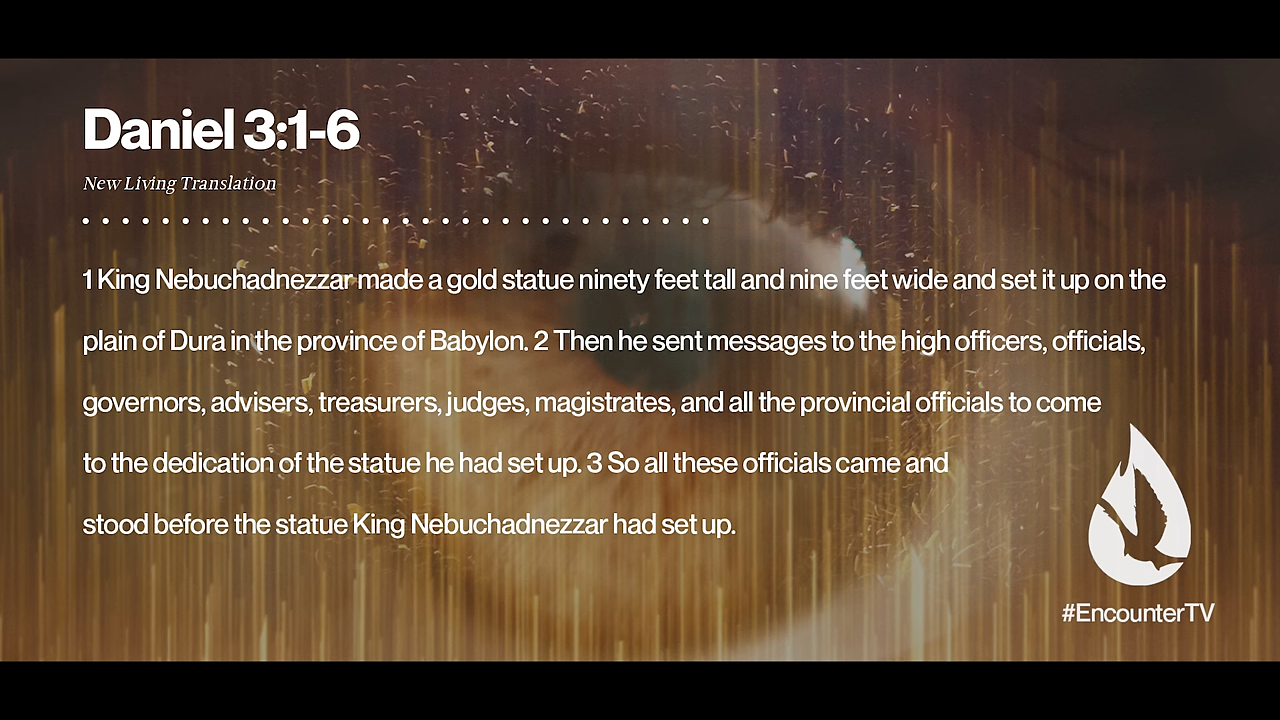 Daniel 3:1-6
New Living Translation
1 King Nebuchadnezzar made a gold statue ninety feet tall and nine feet wide and set it up on the
plain of Dura in the province of Babylon. 2 Then he sent messages to the high officers, officials,
governors, advisers, treasurers, judges, magistrates, and all the provincial officials to come
to the dedication of the statue he had set up. 3 So all these officials came and
stood before the statue King Nebuchadnezzar had set up.
#EncounterTV